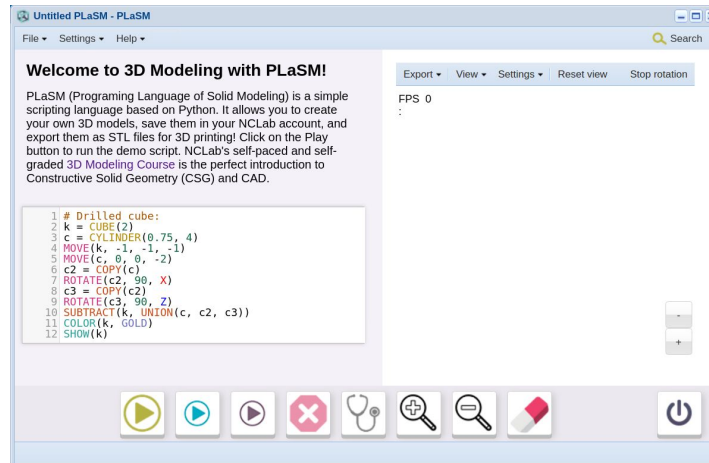 Untitled PLaSM - PLaSM
File Settings Help
Search
Welcome to 3D Modeling with PLaSM!
PLaSM (Programing Language of Solid Modeling) is a simple
scripting language based on Python. It allows you to create
your own 3D models, save them in your NCLab account, and
export them as STL files for 3D printing! Click on the Play
button to run the demo script. NCLab's self-paced and self-
graded 3D Modeling Course is the perfect introduction to
Constructive Solid Geometry (CSG) and CAD.
1 # Drilled cube:
2 k = CUBE(2)
3 c = CYLINDER(0.75, 4)
4 MOVE(k, -1, -1, -1)
5 MOVE(c, 0, 0, -2)
6 c2 = COPY(c)
7 ROTATE(c2, 90, X)
8 c3 = COPY(c2)
9 ROTATE(c3, 90, Z)
10 SUBTRACT(k, UNION(c, c2, c3))
11 COLOR(k, GOLD)
12 SHOW(k)
Export View Settings Reset view Stop rotation
FPS 0
:
-
+